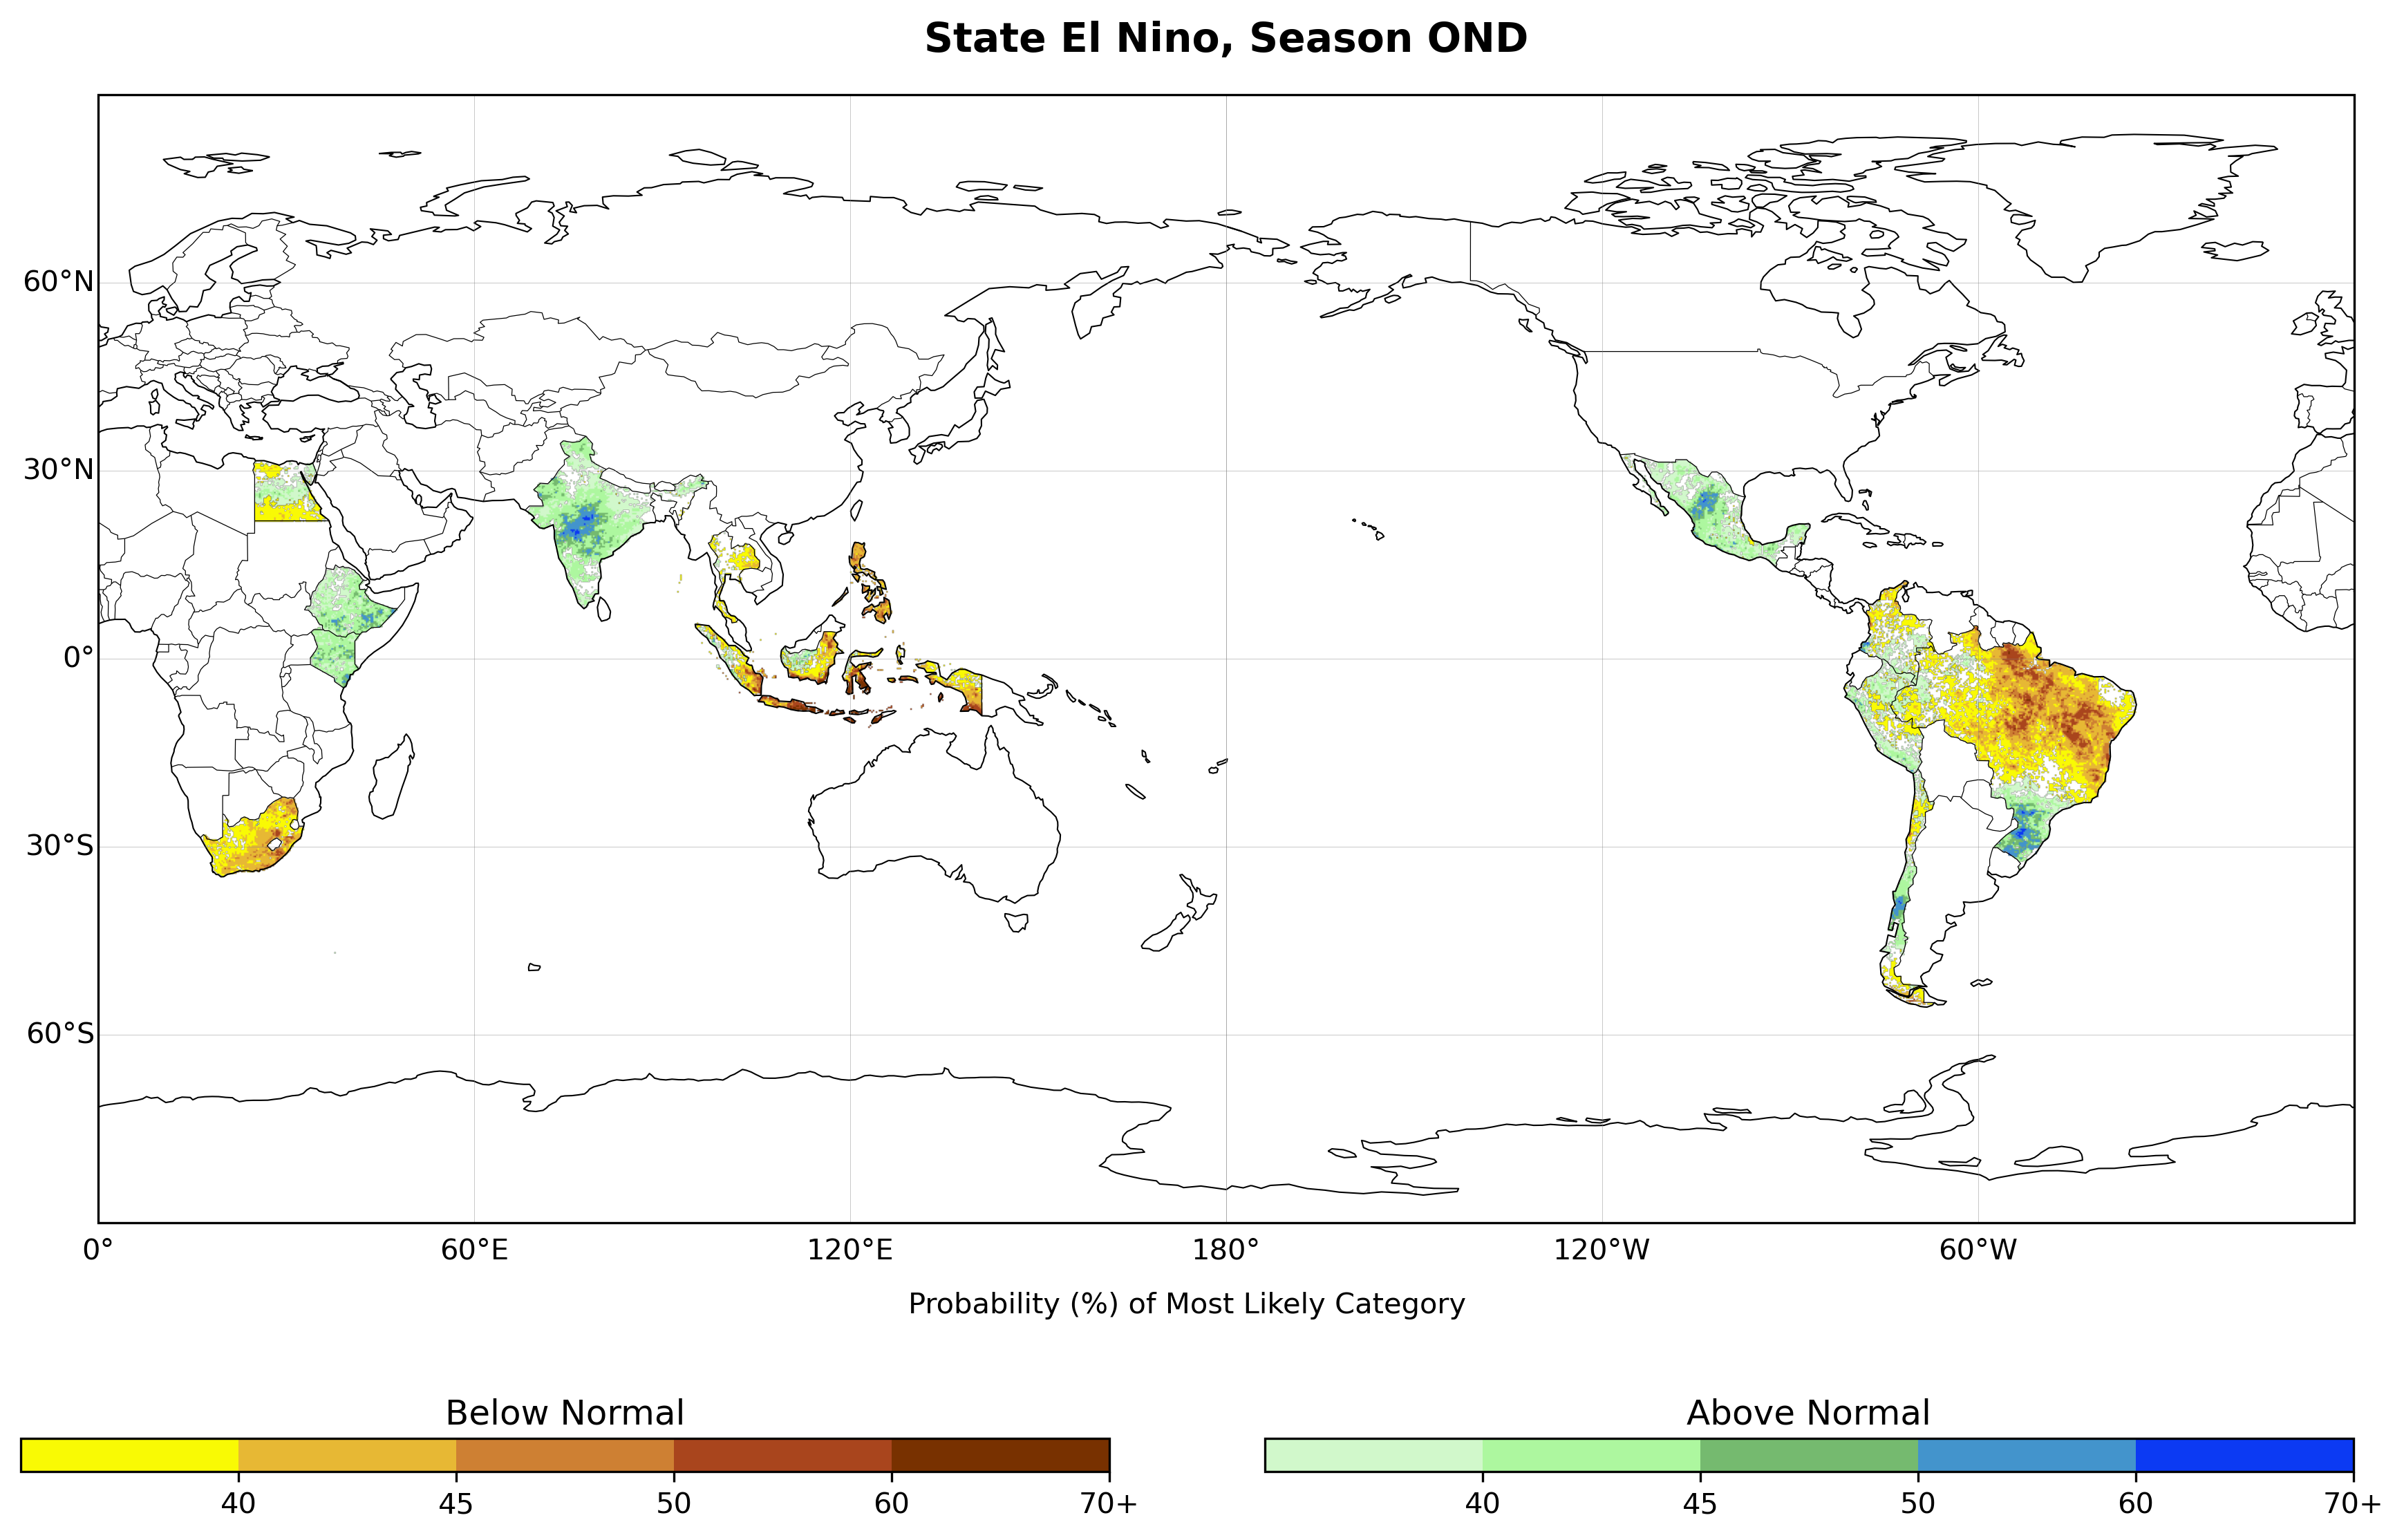 State El Nino, Season OND
60°N
30°N
0°
30°S
60°S
0° 60°E 120°E 180° 120°W 60°W
Probability (%) of Most Likely Category
Below Normal Above Normal
40 45 50 60 70+ 40 45 50 60 70+